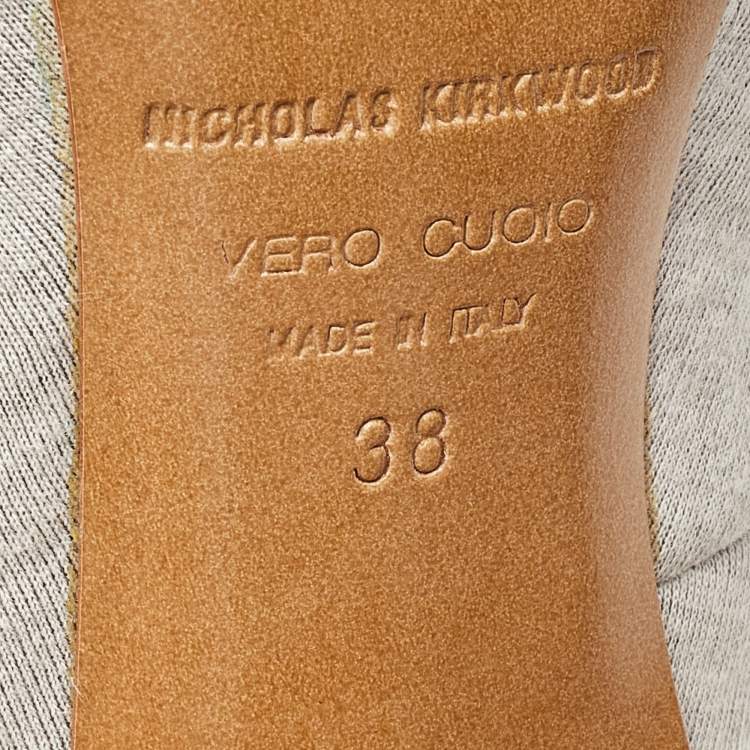 NICHOLAS KIRKWOOD
VERO CUOIO
MADE IN ITALY
38